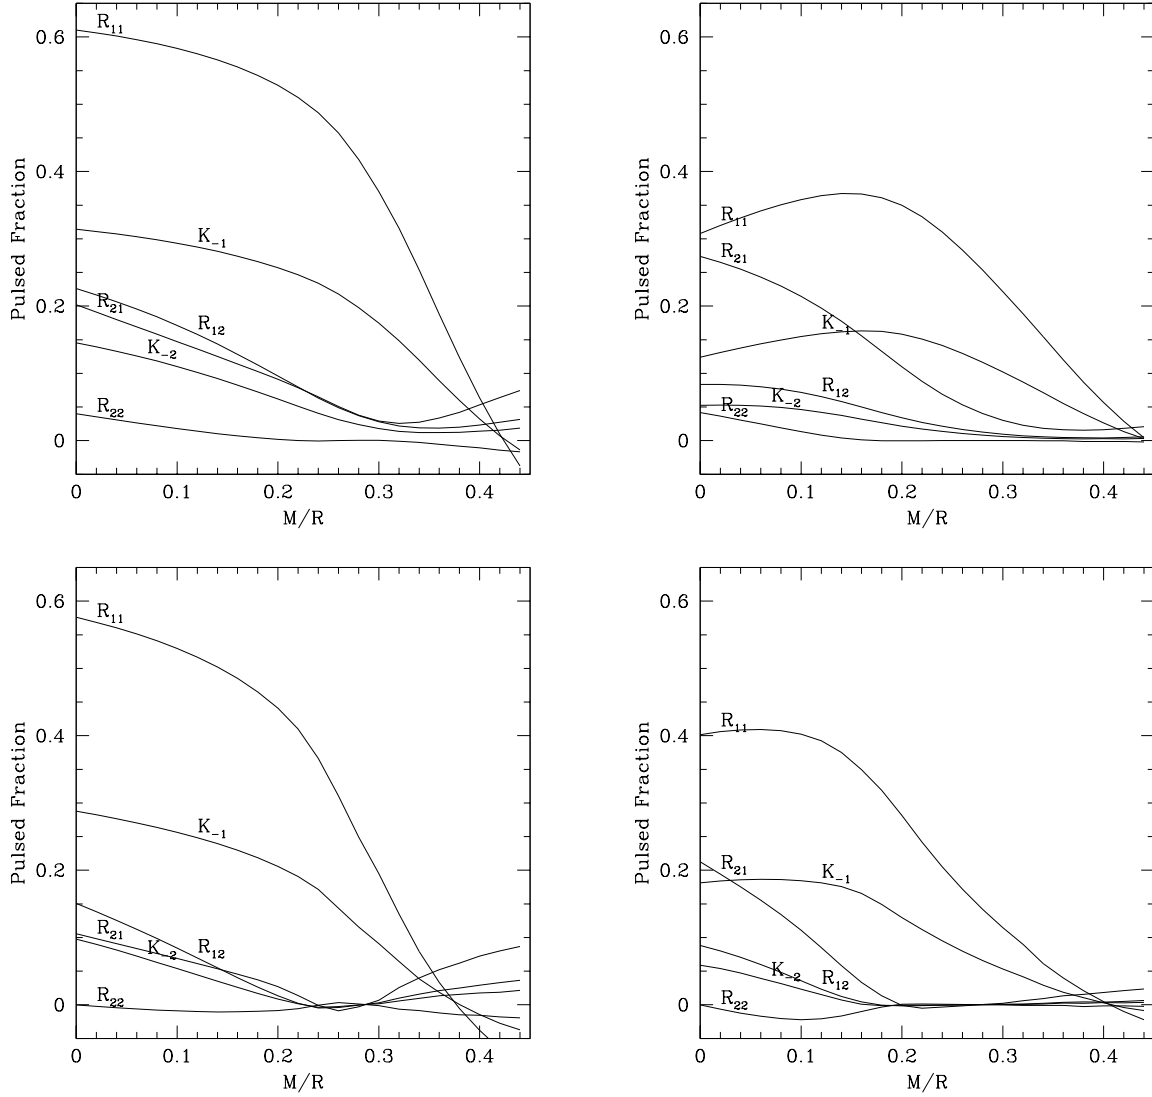 0.6
0.4
0.2
0
Pulsed Fraction
R₁₁
K₋₁
R₂₁
R₁₂
K₋₂
R₂₂
0 0.1 0.2 0.3 0.4
M/R
0.6
0.4
0.2
0
Pulsed Fraction
R₁₁
R₂₁
K₋₁
R₁₂
K₋₂
R₂₂
0 0.1 0.2 0.3 0.4
M/R
0.6
0.4
0.2
0
Pulsed Fraction
R₁₁
K₋₁
R₂₁
K₋₂
R₁₂
R₂₂
0 0.1 0.2 0.3 0.4
M/R
0.6
0.4
0.2
0
Pulsed Fraction
R₁₁
R₂₁
K₋₁
K₋₂
R₁₂
R₂₂
0 0.1 0.2 0.3 0.4
M/R